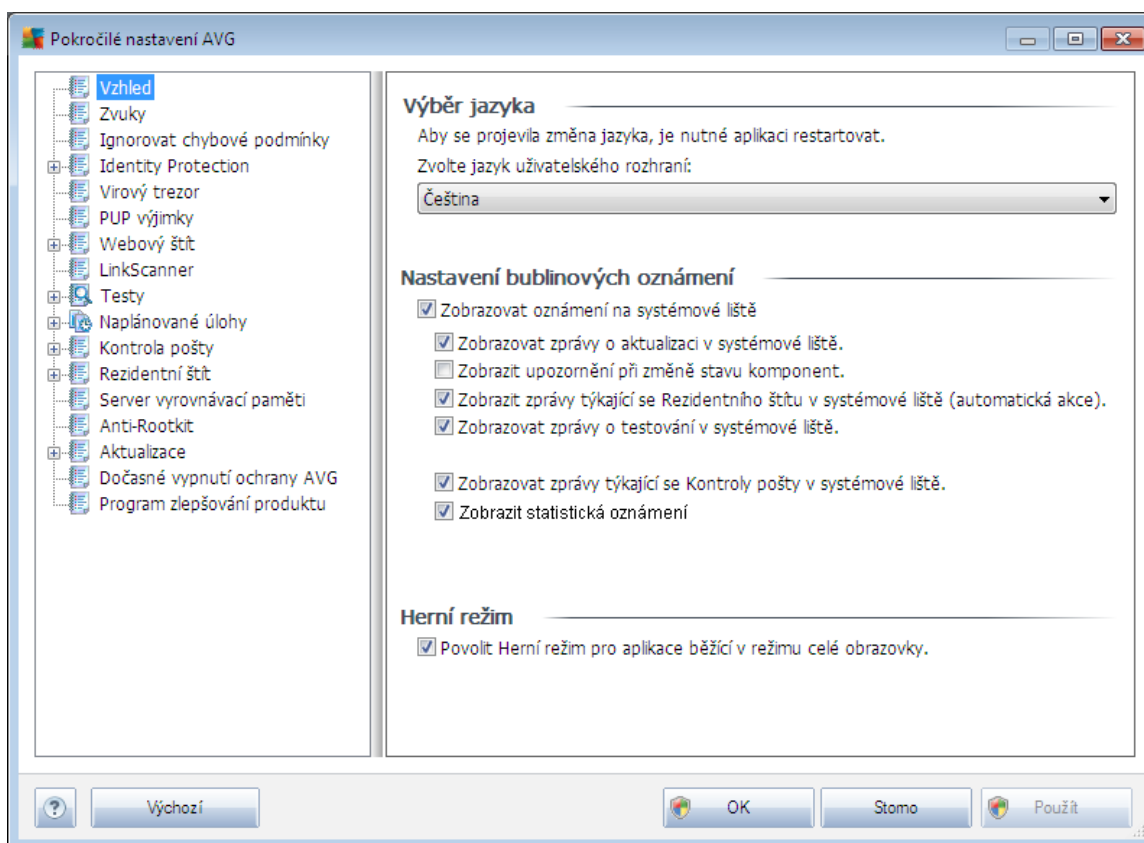 Pokročilé nastavení AVG
Vzhled
Zvuky
Ignorovat chybové podmínky
Identity Protection
Virový trezor
PUP výjimky
Webový štít
LinkScanner
Testy
Naplánované úlohy
Kontrola pošty
Rezidentní štít
Server vyrovnávací paměti
Anti-Rootkit
Aktualizace
Dočasné vypnutí ochrany AVG
Program zlepšování produktu
Výběr jazyka
Aby se projevila změna jazyka, je nutné aplikaci restartovat.
Zvolte jazyk uživatelského rozhraní:
Čeština
Nastavení bublinových oznámení
Zobrazovat oznámení na systémové liště
Zobrazovat zprávy o aktualizaci v systémové liště.
Zobrazit upozornění při změně stavu komponent.
Zobrazit zprávy týkající se Rezidentního štítu v systémové liště (automatická akce).
Zobrazovat zprávy o testování v systémové liště.
Zobrazovat zprávy týkající se Kontroly pošty v systémové liště.
Zobrazit statistická oznámení
Herní režim
Povolit Herní režim pro aplikace běžící v režimu celé obrazovky.
? Výchozí OK Storno Použít